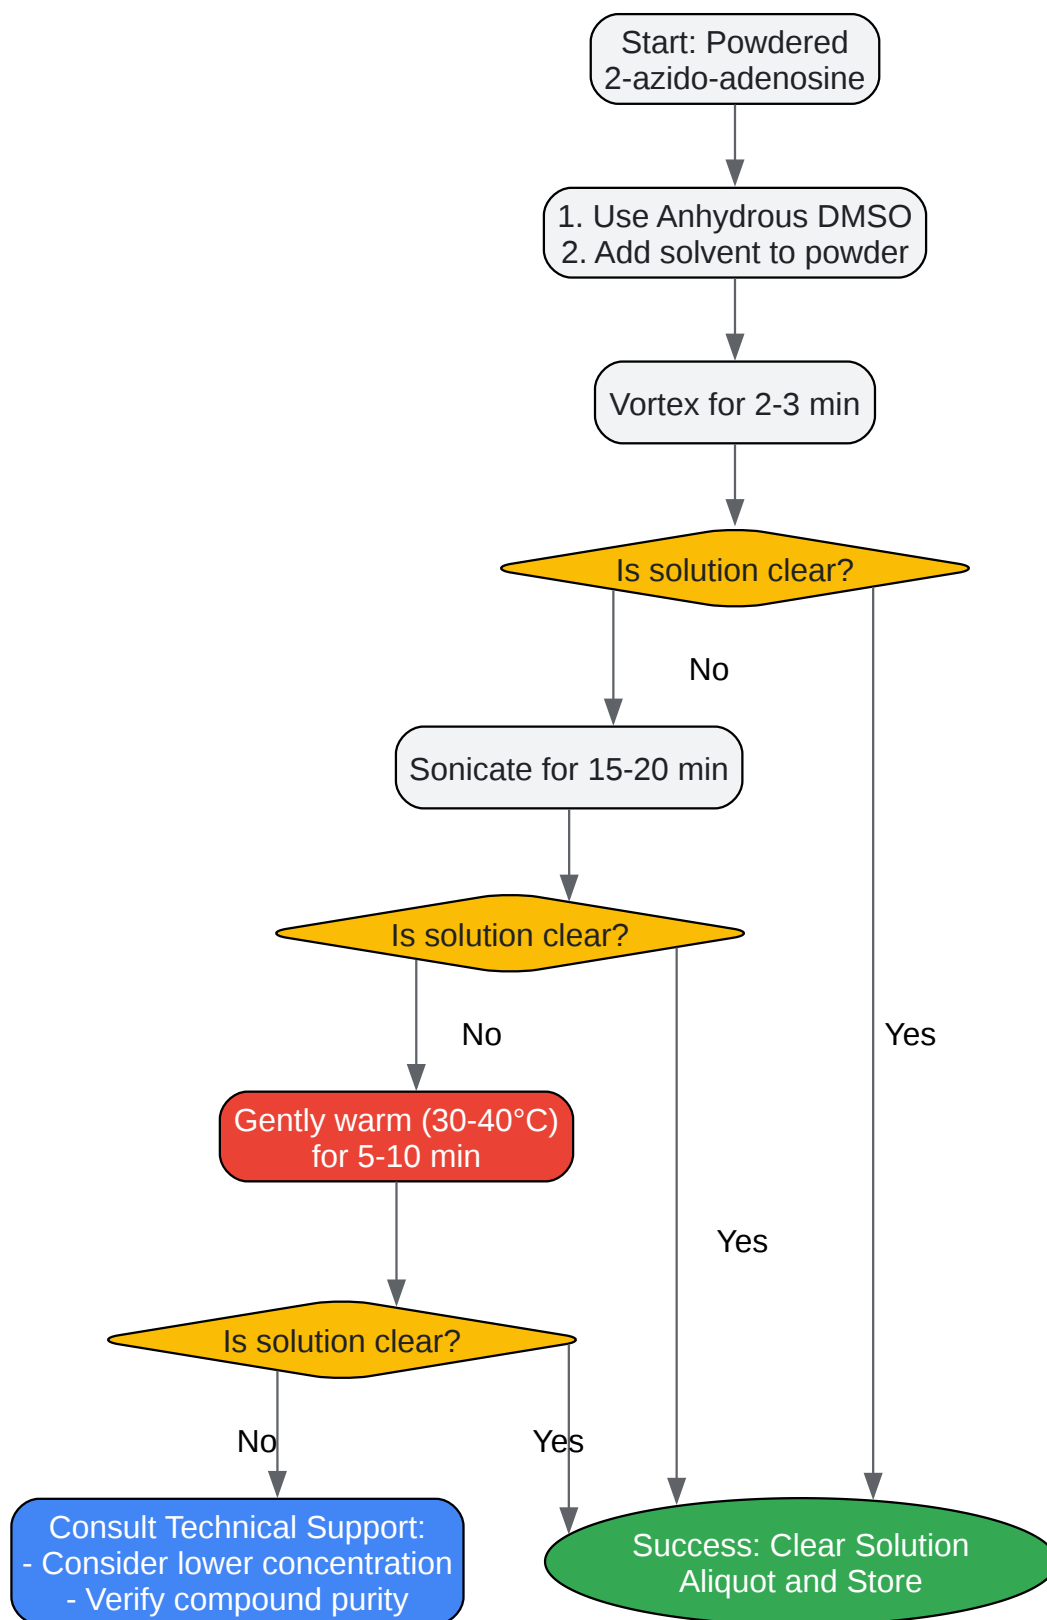 Start: Powdered
2-azido-adenosine
1. Use Anhydrous DMSO
2. Add solvent to powder
Vortex for 2-3 min
Is solution clear?
No
Sonicate for 15-20 min
Is solution clear?
No
Yes
Gently warm (30-40°C)
for 5-10 min
Yes
Is solution clear?
No
Yes
Consult Technical Support:
- Consider lower concentration
- Verify compound purity
Success: Clear Solution
Aliquot and Store